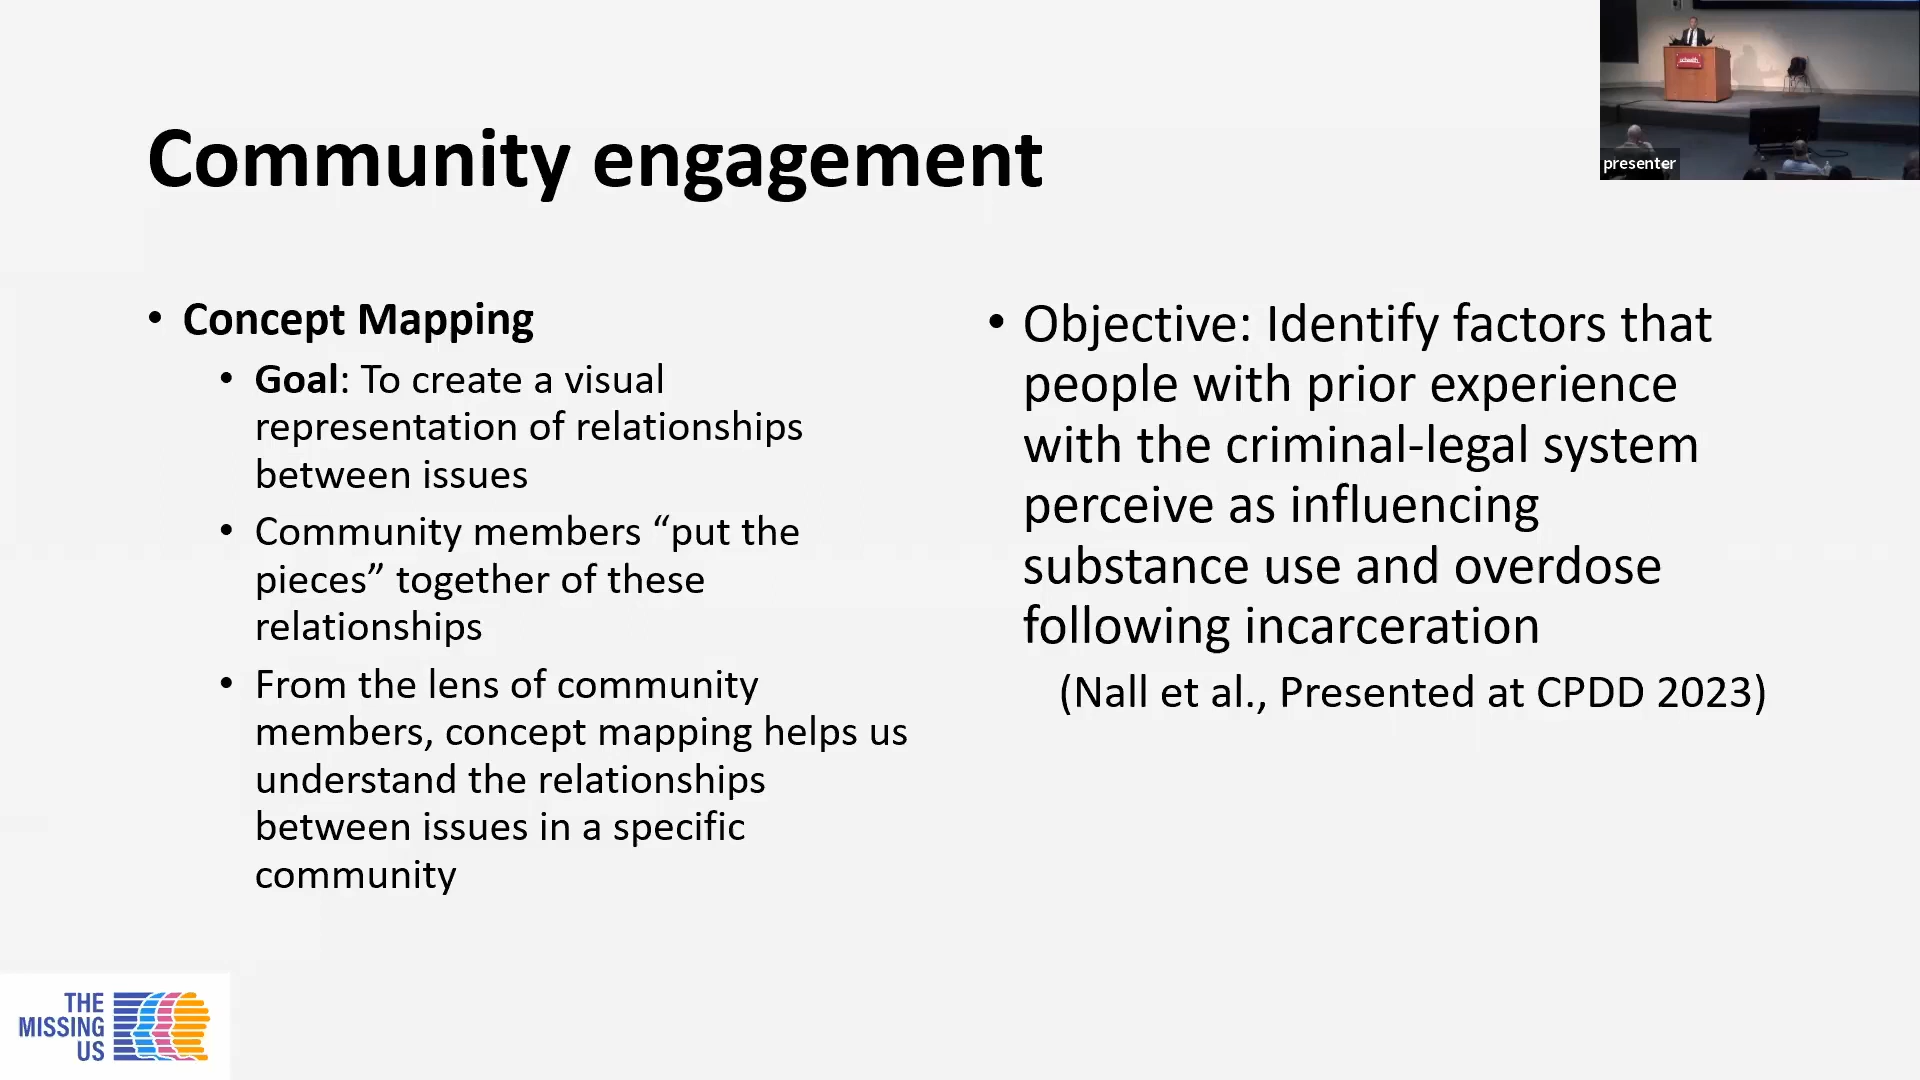 Community engagement
• Concept Mapping
• Goal: To create a visual
representation of relationships
between issues
• Community members “put the
pieces” together of these
relationships
• From the lens of community
members, concept mapping helps us
understand the relationships
between issues in a specific
community
• Objective: Identify factors that
people with prior experience
with the criminal-legal system
perceive as influencing
substance use and overdose
following incarceration
(Nall et al., Presented at CPDD 2023)
presenter
THE
MISSING
US